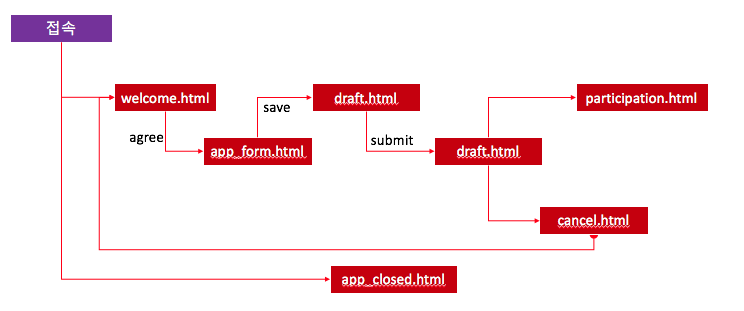 접속
welcome.html
draft.html
participation.html
save
agree
app_form.html
submit
draft.html
cancel.html
app_closed.html